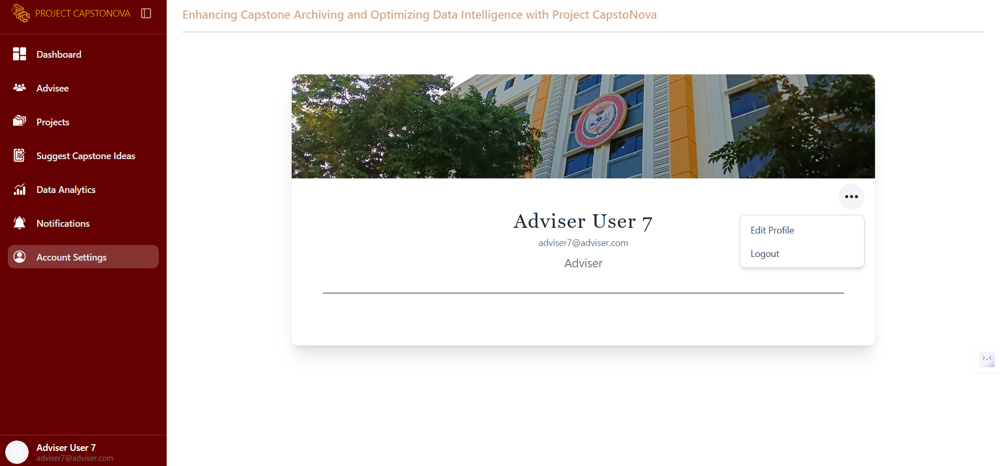 PROJECT CAPSTONOVA
Dashboard
Advisee
Projects
Suggest Capstone Ideas
Data Analytics
Notifications
Account Settings
A7
Adviser User 7
adviser7@adviser.com
Enhancing Capstone Archiving and Optimizing Data Intelligence with Project CapstoNova
Adviser User 7
adviser7@adviser.com
Adviser
Edit Profile
Logout